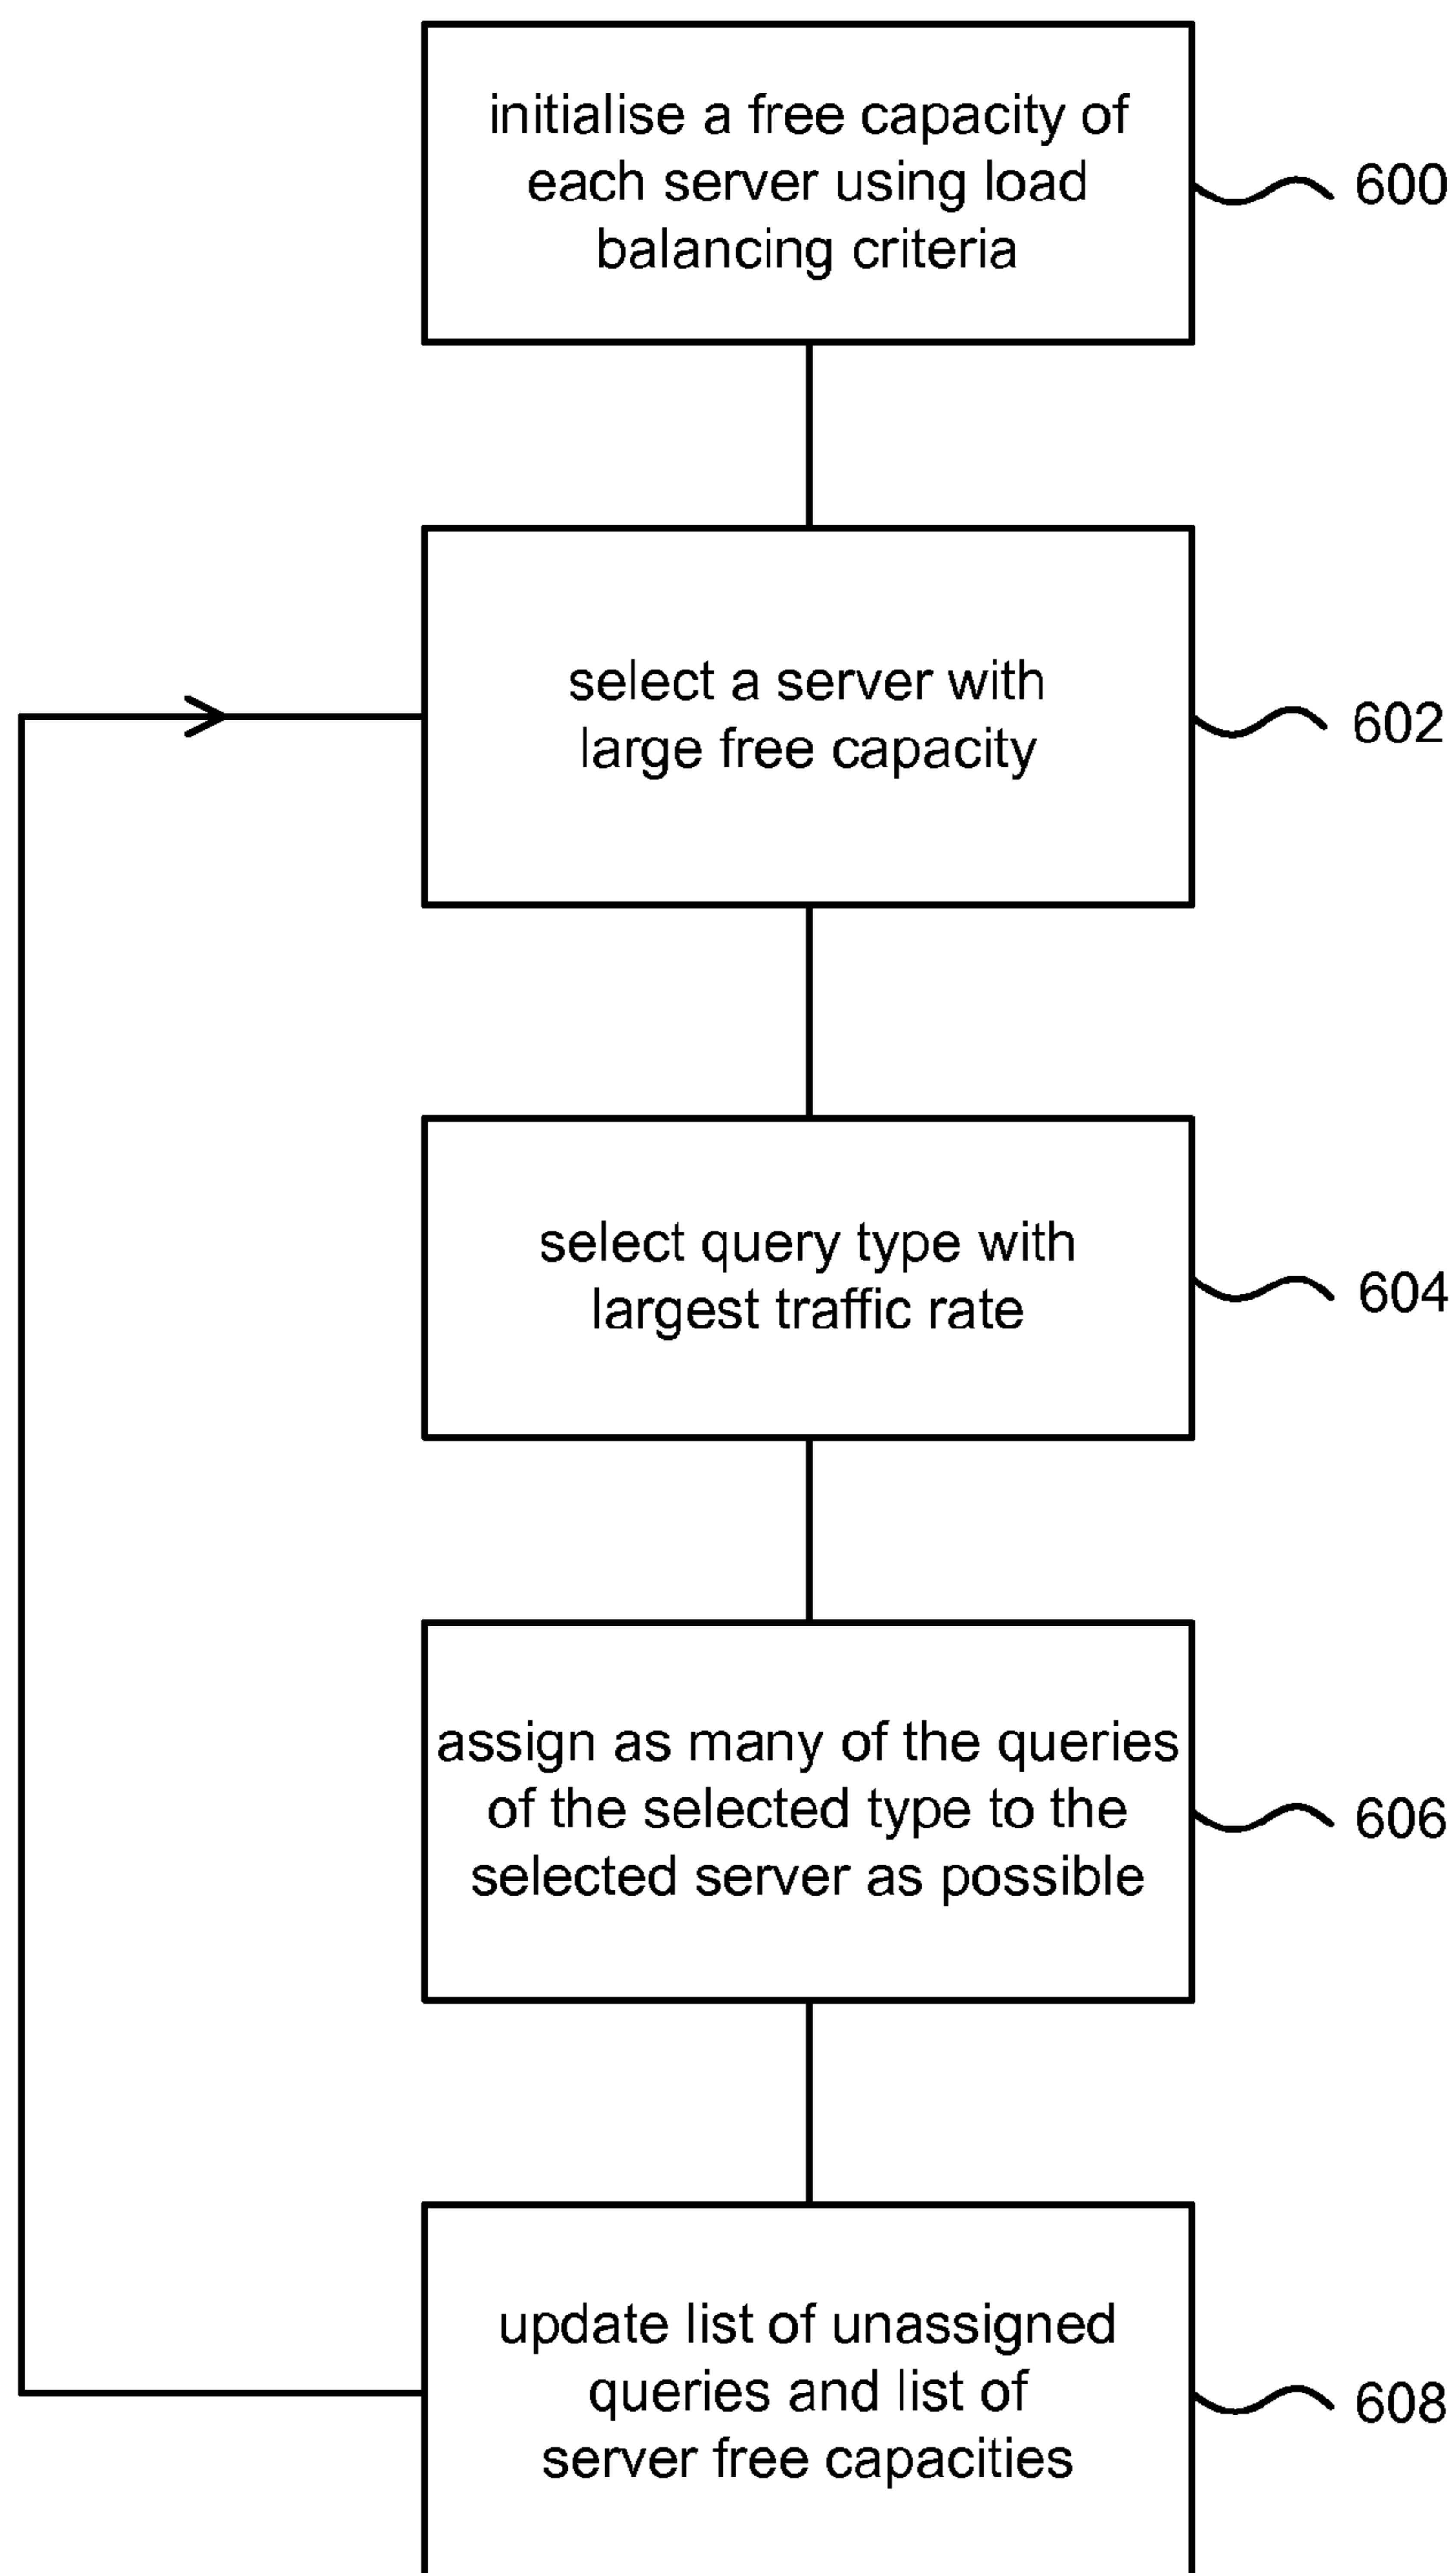 initialise a free capacity of
each server using load
balancing criteria
600
select a server with
large free capacity
602
select query type with
largest traffic rate
604
assign as many of the queries
of the selected type to the
selected server as possible
606
update list of unassigned
queries and list of
server free capacities
608